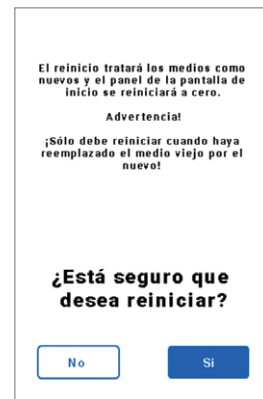 El reinicio tratará los medios como
nuevos y el panel de la pantalla de
inicio se reiniciará a cero.
Advertencia!
¡Sólo debe reiniciar cuando haya
reemplazado el medio viejo por el
nuevo!
¿Está seguro que
desea reiniciar?
No
Si